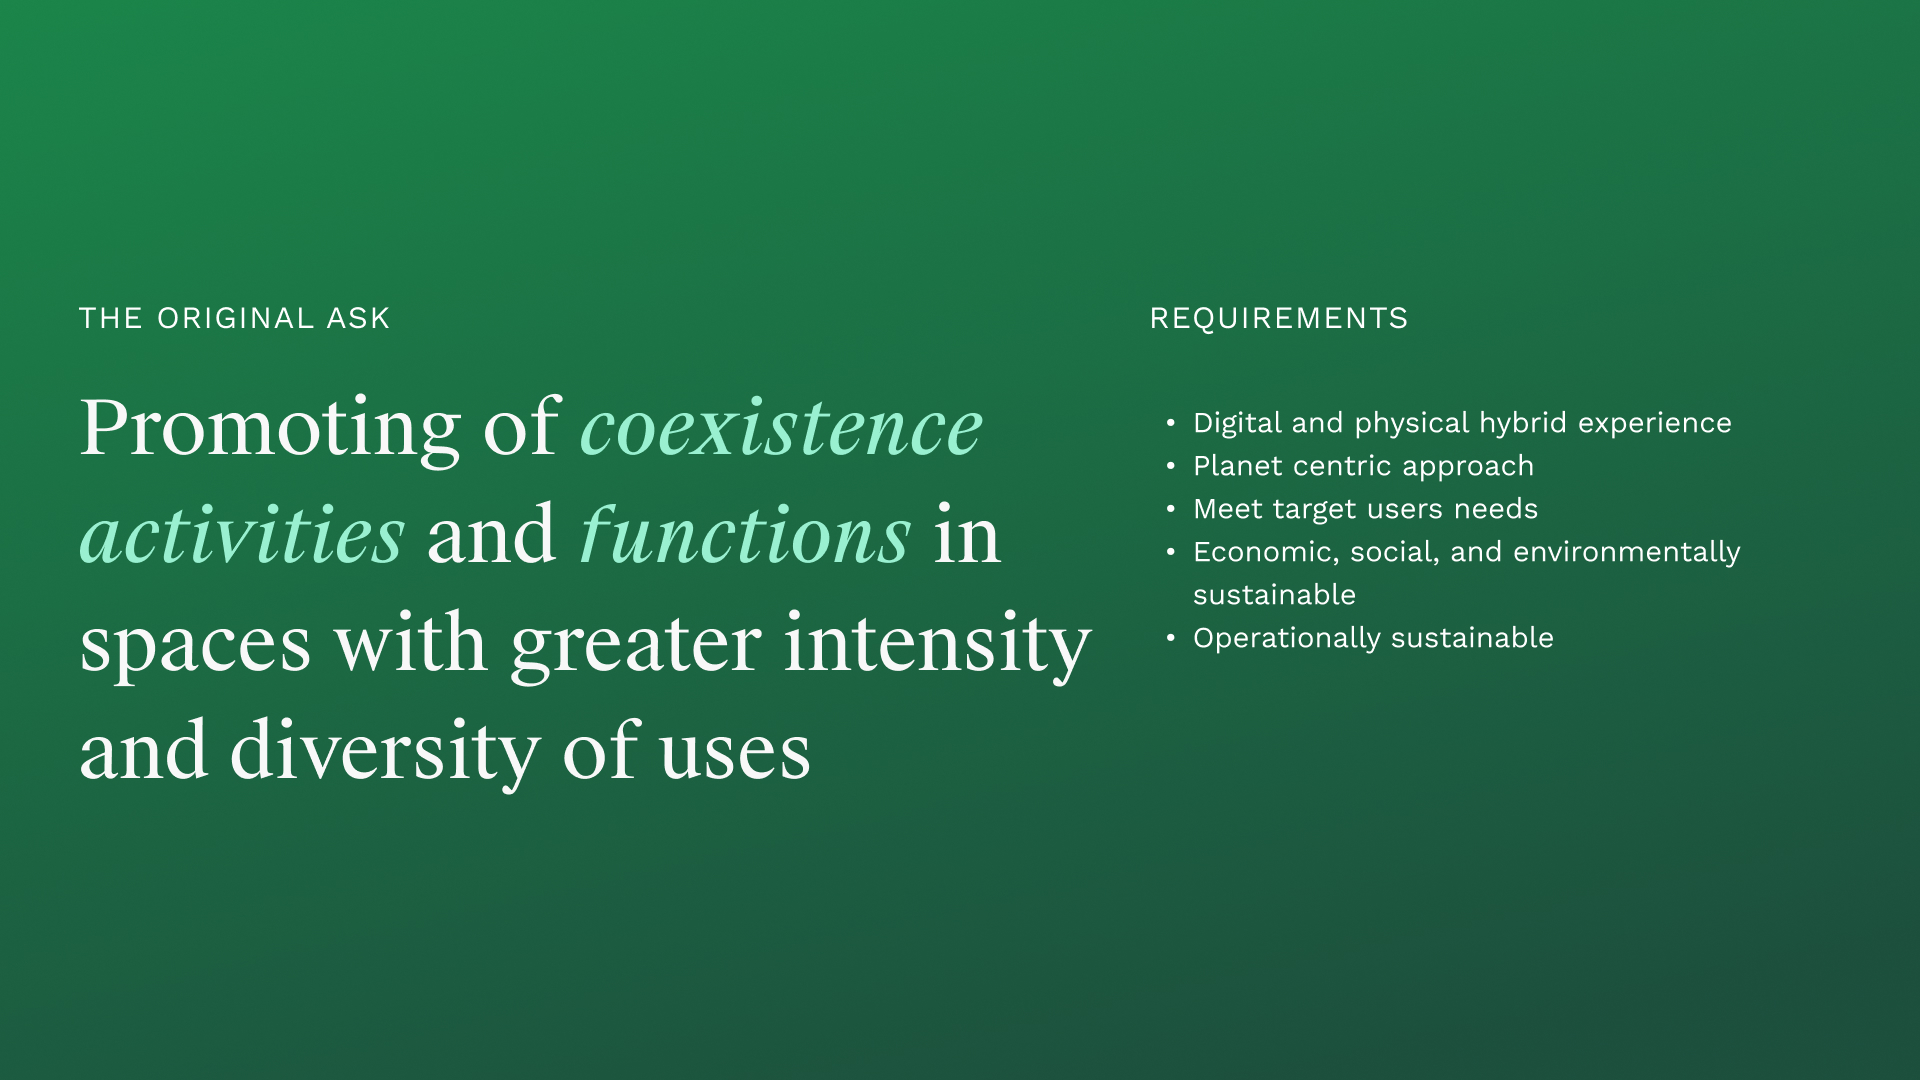 THE ORIGINAL ASK
Promoting of coexistence
activities and functions in
spaces with greater intensity
and diversity of uses
REQUIREMENTS
• Digital and physical hybrid experience
• Planet centric approach
• Meet target users needs
• Economic, social, and environmentally
sustainable
• Operationally sustainable